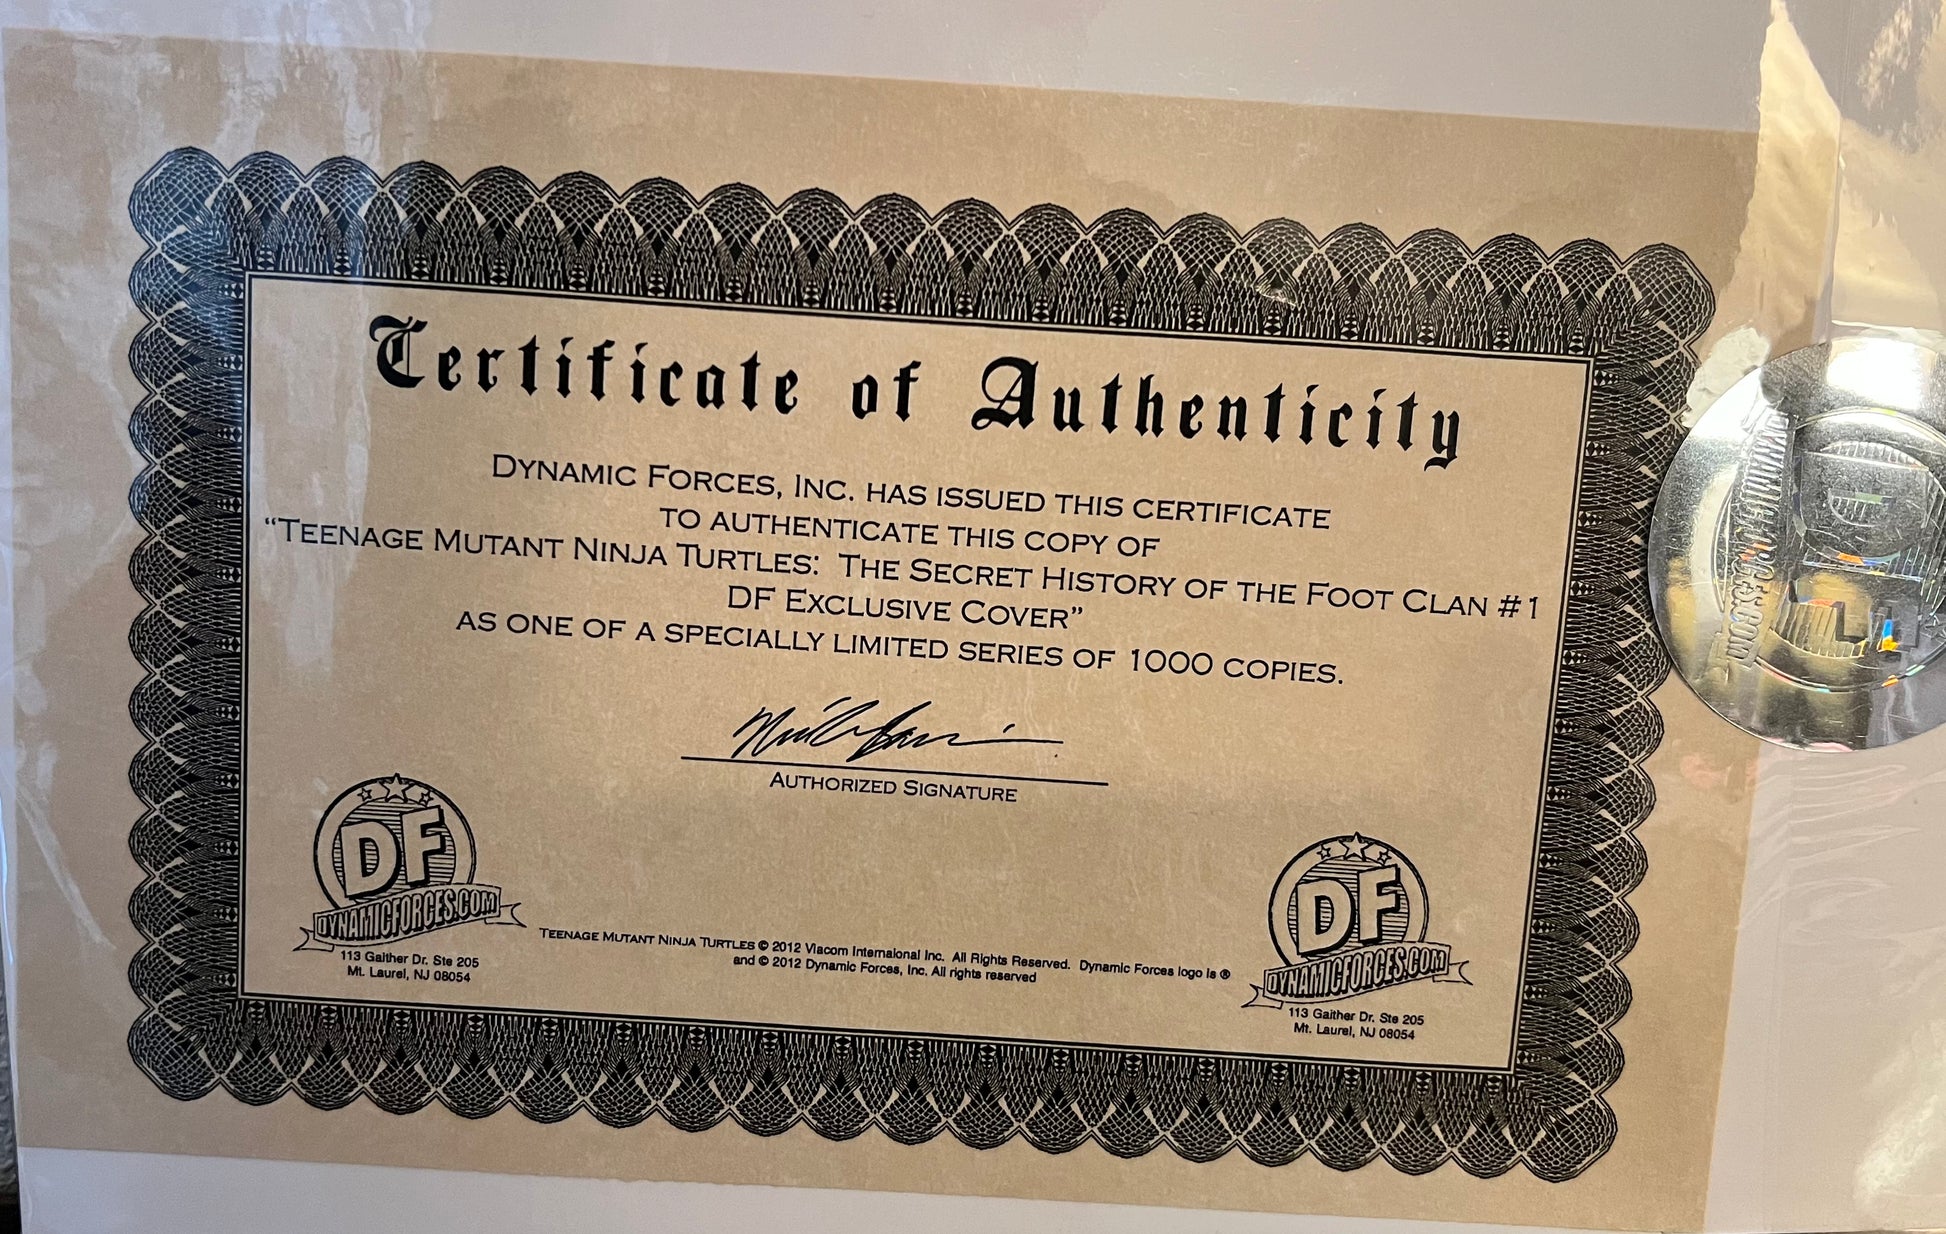 Certificate of Authenticity
DYNAMIC FORCES, INC. HAS ISSUED THIS CERTIFICATE
TO AUTHENTICATE THIS COPY OF
“TEENAGE MUTANT NINJA TURTLES: THE SECRET HISTORY OF THE FOOT CLAN #1
DF EXCLUSIVE COVER”
AS ONE OF A SPECIALLY LIMITED SERIES OF 1000 COPIES.
AUTHORIZED SIGNATURE
DF
DYNAMICFORCES.COM
113 Gaither Dr. Ste 205
Mt. Laurel, NJ 08054
TEENAGE MUTANT NINJA TURTLES © 2012 Viacom Internaional Inc. All Rights Reserved. Dynamic Forces logo is ®
and © 2012 Dynamic Forces, Inc. All rights reserved
DF
DYNAMICFORCES.COM
113 Gaither Dr. Ste 205
Mt. Laurel, NJ 08054
DF
DYNAMICFORCES.COM